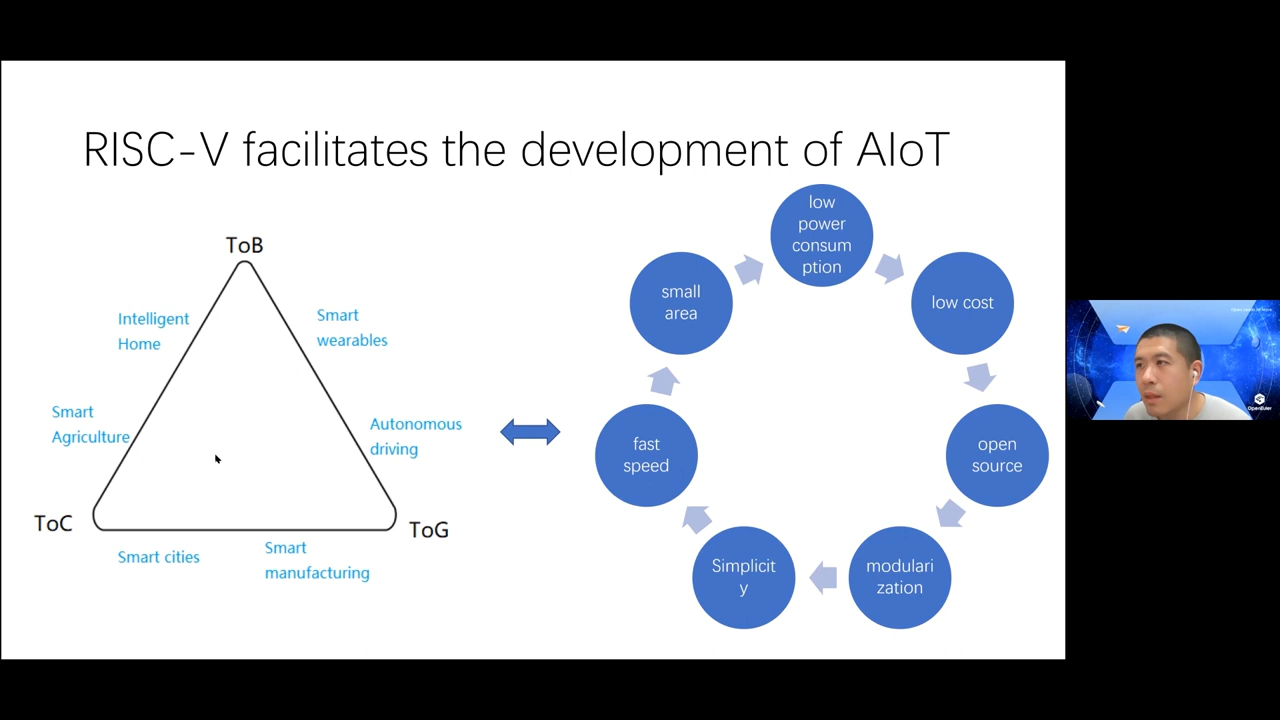 RISC-V facilitates the development of AIoT
ToB
Intelligent
Home
Smart
wearables
Smart
Agriculture
Autonomous
driving
ToC
ToG
Smart cities
Smart
manufacturing
low
power
consum
ption
low cost
open
source
modulari
zation
Simplicit
y
fast
speed
small
area
OpenEuler